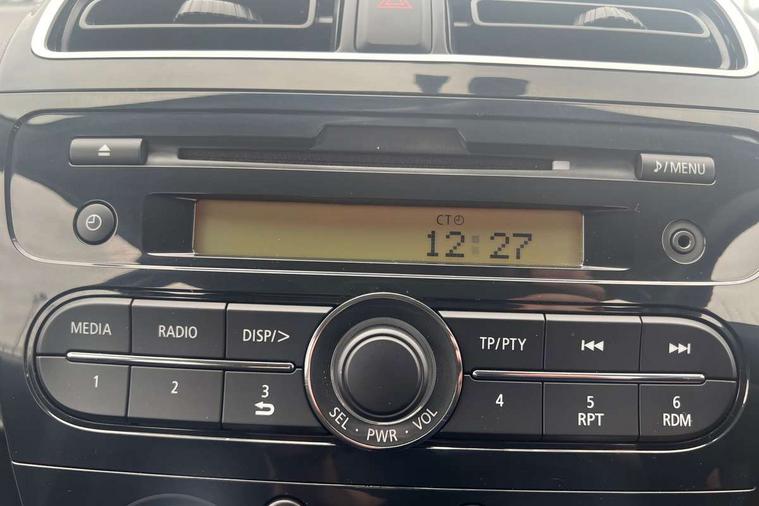 ♪/MENU
CT
12:27
MEDIA
RADIO
DISP/>
TP/PTY
1
2
3
4
5
RPT
6
RDM
SEL · PWR · VOL